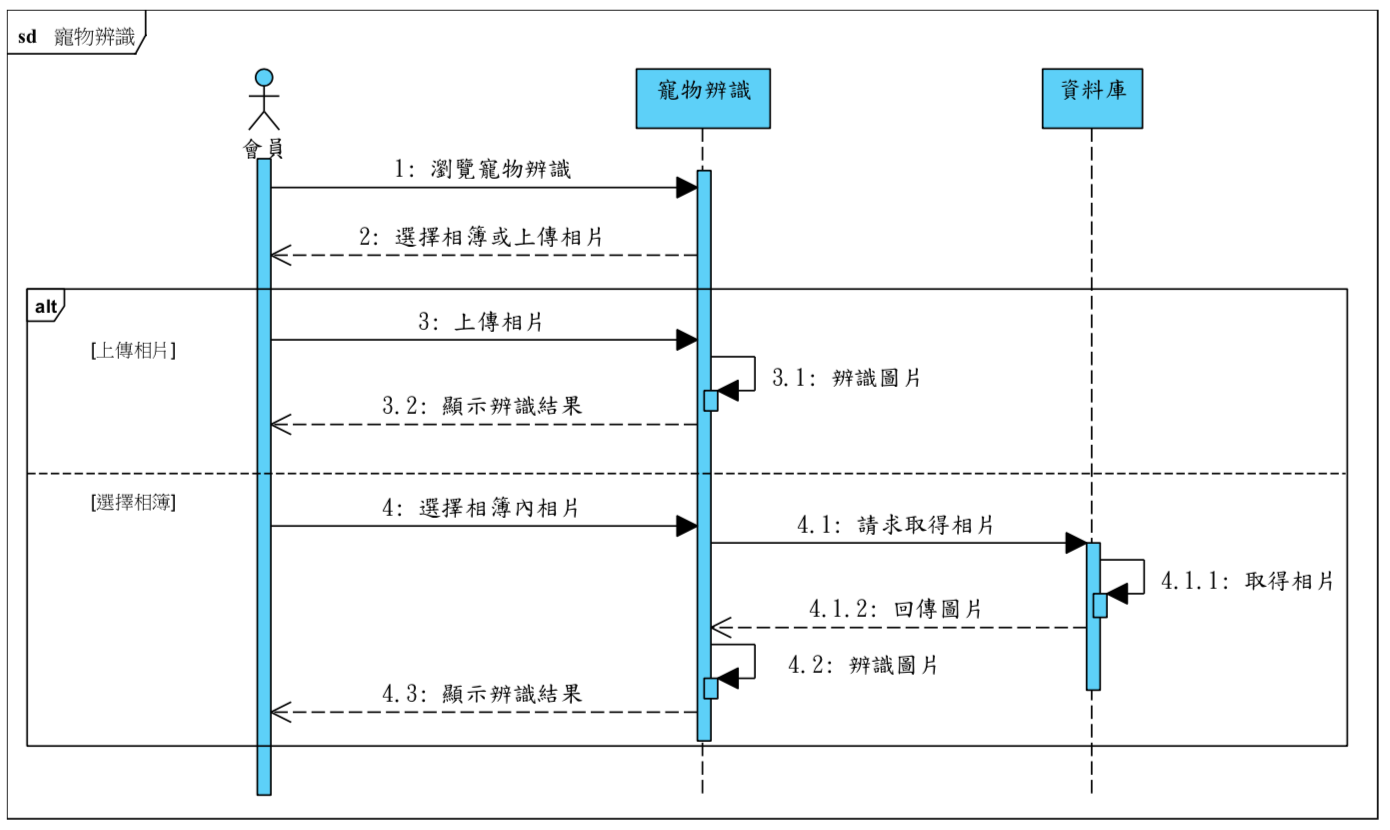 sd 寵物辨識
會員
寵物辨識
資料庫
1: 瀏覽寵物辨識
2: 選擇相簿或上傳相片
alt
[上傳相片]
3: 上傳相片
3.1: 辨識圖片
3.2: 顯示辨識結果
[選擇相簿]
4: 選擇相簿內相片
4.1: 請求取得相片
4.1.1: 取得相片
4.1.2: 回傳圖片
4.2: 辨識圖片
4.3: 顯示辨識結果